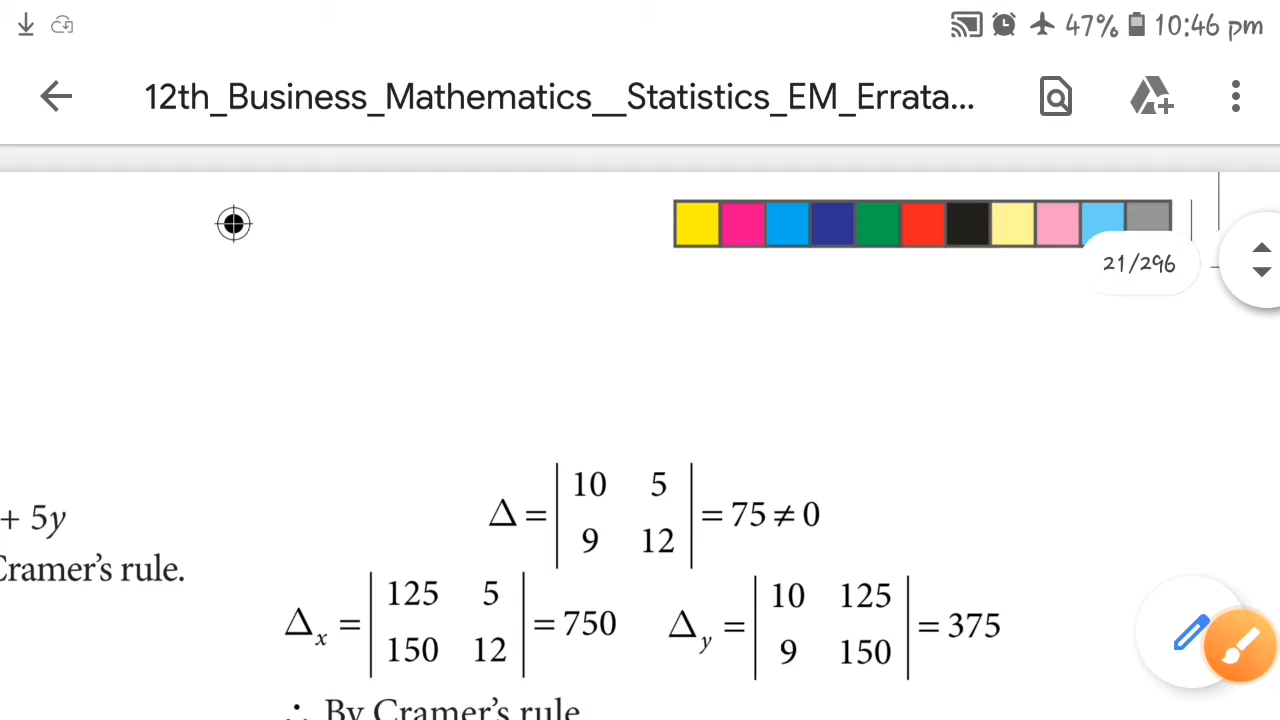 47% 10:46 pm
12th_Business_Mathematics__Statistics_EM_Errata...
21/296
Δ = | 10 5 | = 75 ≠ 0
| 9 12 |
+ 5y
Cramer's rule.
Δx = | 125 5 | = 750 Δy = | 10 125 | = 375
| 150 12 | | 9 150 |
∴ By Cramer's rule